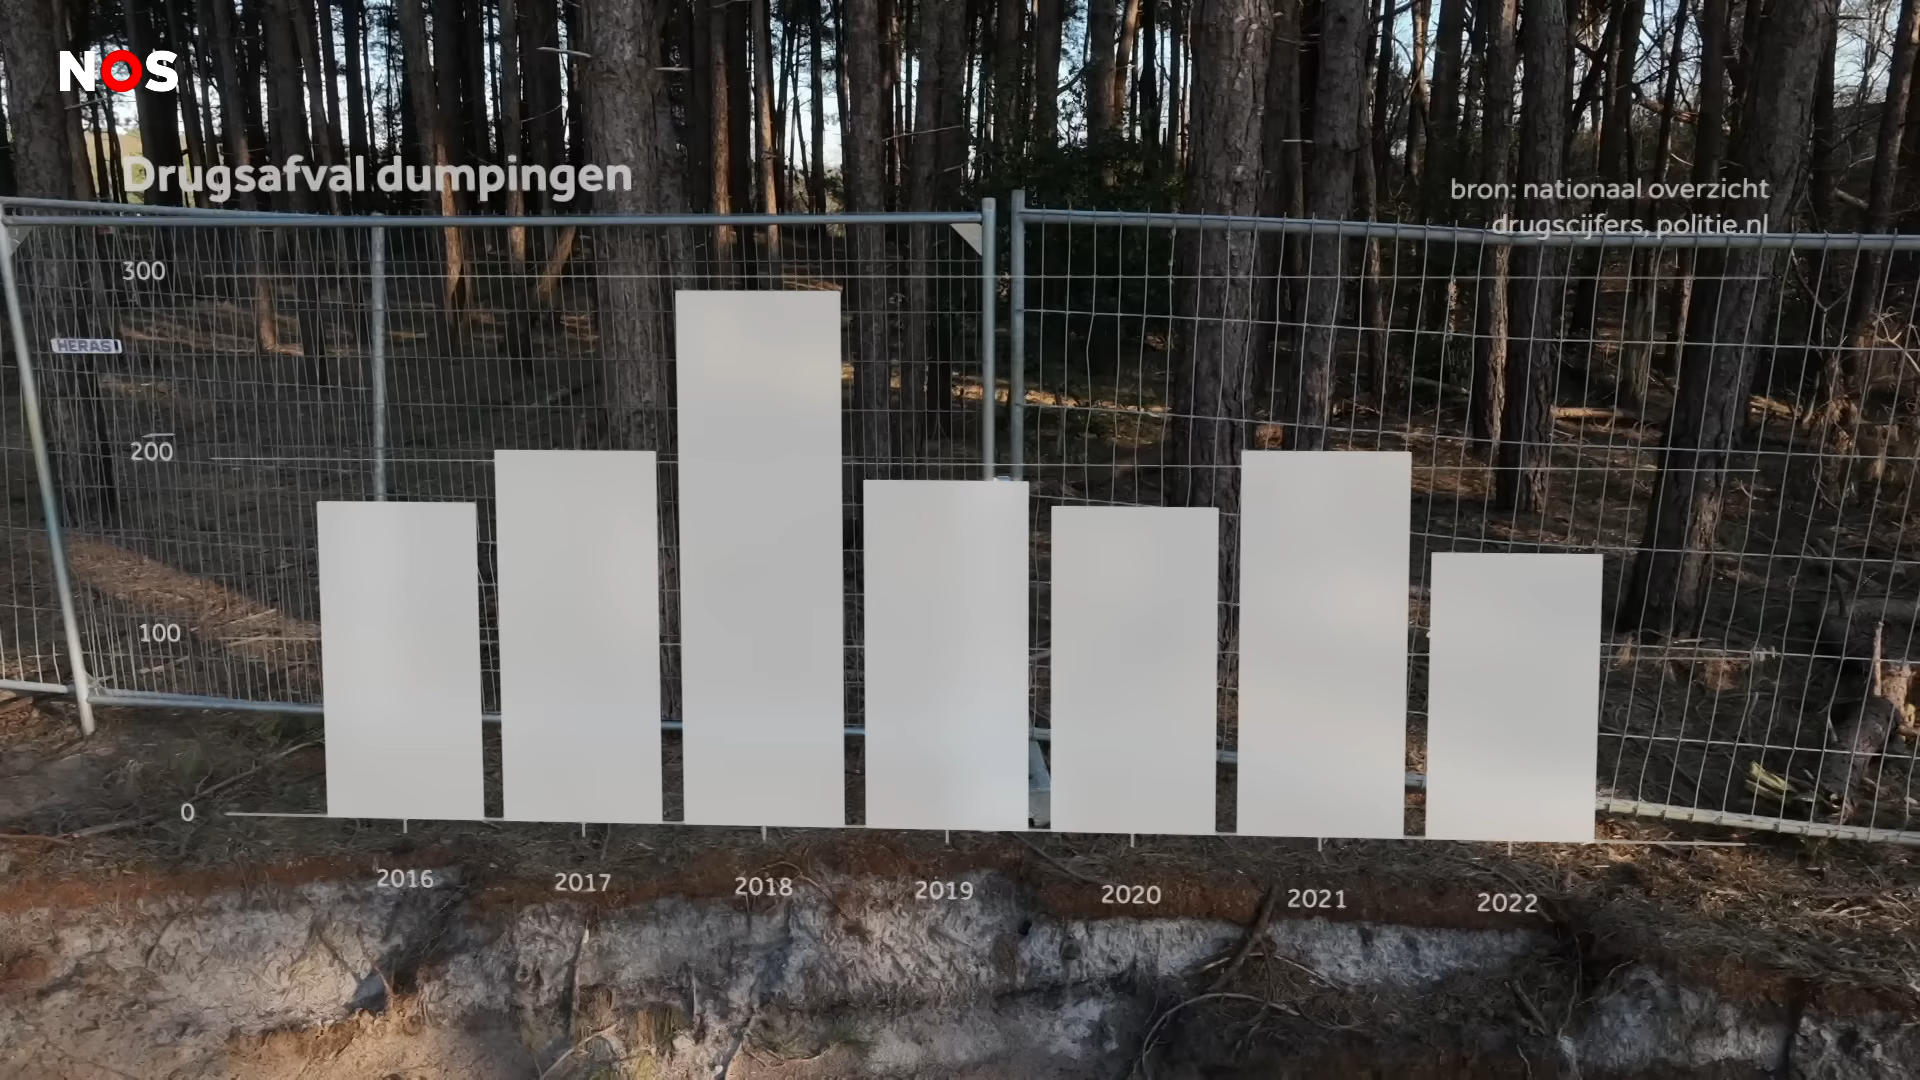 NOS
Drugsafval dumpingen
bron: nationaal overzicht
drugscijfers, politie.nl
300
HERAS
200
100
0
2016
2017
2018
2019
2020
2021
2022